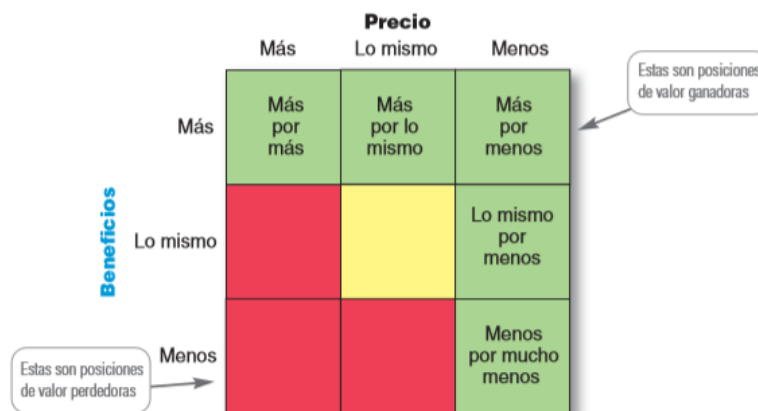 Precio
Más
Lo mismo
Menos
Estas son posiciones
de valor ganadoras
Más
Más
por
más
Más
por lo
mismo
Más
por
menos
Beneficios
Lo mismo
Lo mismo
por
menos
Menos
Menos
por mucho
menos
Estas son posiciones
de valor perdedoras